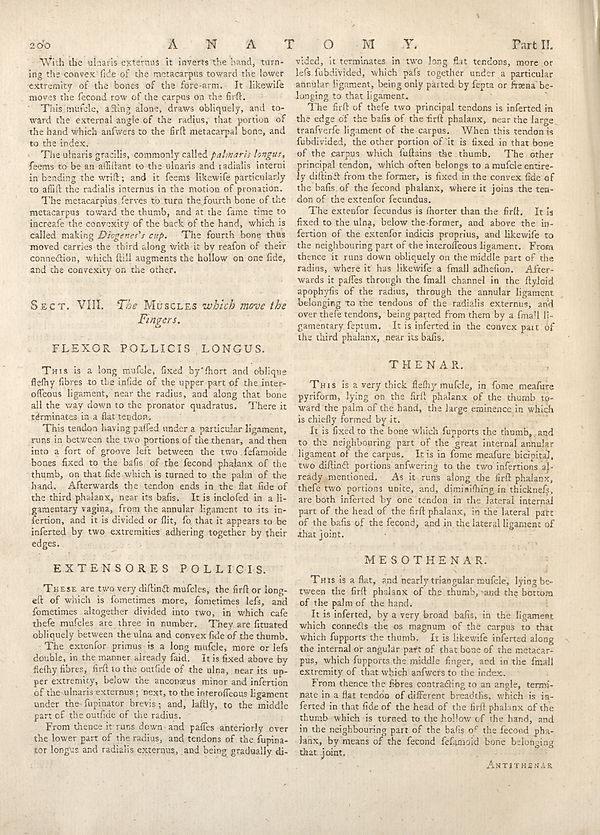 200 A N A T O M Y. Part II.
With the ulnaris externus it inverts the hand, turn-
ing the convex ſide of the metacarpus toward the lower
extremity of the bones of the fore-arm. It likewiſe
moves the ſecond row of the carpus on the firſt.
This muſcle, acting alone, draws obliquely, and to-
ward the external angle of the radius, that portion of
the hand which anſwers to the firſt metacarpal bone, and
to the index.
The ulnaris gracilis, commonly called palmaris longus,
ſeems to be an aſſiſtant to the ulnaris and radialis interni
in bending the wriſt; and it ſeems likewiſe particularly
to aſſiſt the radialis internus in the motion of pronation.
The metacarpius ſerves to turn the fourth bone of the
metacarpus toward the thumb, and at the ſame time to
increaſe the convexity of the back of the hand, which is
called making Diogenes's cup. The fourth bone thus
moved carries the third along with it by reaſon of their
connection, which ſtill augments the hollow on one ſide,
and the convexity on the other.
SECT. VIII. The MUSCLES which move the
Fingers.
FLEXOR POLLICIS LONGUS.
THIS is a long muſcle, fixed by ſhort and oblique
fleſhy fibres to the inſide of the upper part of the inter-
oſſeous ligament, near the radius, and along that bone
all the way down to the pronator quadratus. There it
terminates in a flat tendon.
This tendon having paſſed under a particular ligament,
runs in between the two portions of the thenar, and then
into a ſort of groove left between the two ſeſamoide
bones fixed to the baſis of the ſecond phalanx of the
thumb, on that ſide which is turned to the palm of the
hand. Afterwards the tendon ends in the flat ſide of
the third phalanx, near its baſis. It is incloſed in a li-
gamentary vagina, from the annular ligament to its in-
ſertion, and it is divided or ſlit, ſo that it appears to be
inſerted by two extremities adhering together by their
edges.
EXTENSORES POLLICIS.
THESE are two very diſtinct muſcles, the firſt or long-
eſt of which is ſometimes more, ſometimes leſs, and
ſometimes altogether divided into two, in which caſe
theſe muſcles are three in number. They are ſituated
obliquely between the ulna and convex ſide of the thumb.
The extenſor primus is a long muſcle, more or leſs
double, in the manner already ſaid. It is fixed above by
fleſhy fibres, firſt to the outſide of the ulna, near its up-
per extremity, below the anconæus minor and inſertion
of the ulnaris externus; next, to the interoſſeous ligament
under the ſupinator brevis; and, laſtly, to the middle
part of the outſide of the radius.
From thence it runs down and paſſes anteriorly over
the lower part of the radius, and tendons of the ſupina-
tor longus and radialis externus, and being gradually di-
vided, it terminates in two long flat tendons, more or
leſs ſubdivided, which paſs together under a particular
annular ligament, being only parted by ſepta or fræna be-
longing to that ligament.
The firſt of theſe two principal tendons is inſerted in
the edge of the baſis of the firſt phalanx, near the large
tranſverſe ligament of the carpus. When this tendon is
ſubdivided, the other portion of it is fixed in that bone
of the carpus which ſuſtains the thumb. The other
principal tendon, which often belongs to a muſcle entire-
ly diſtinct from the former, is fixed in the convex ſide of
the baſis of the ſecond phalanx, where it joins the ten-
don of the extenſor ſecundus.
The extenſor ſecundus is ſhorter than the firſt. It is
fixed to the ulna, below the former, and above the in-
ſertion of the extenſor indicis proprius, and likewiſe to
the neighbouring part of the interoſſeous ligament. From
thence it runs down obliquely on the middle part of the
radius, where it has likewiſe a ſmall adheſion. After-
wards it paſſes through the ſmall channel in the ſtyloid
apophyſis of the radius, through the annular ligament
belonging to the tendons of the radialis externus, and
over theſe tendons, being parted from them by a ſmall li-
gamentary ſeptum. It is inſerted in the convex part of
the third phalanx, near its baſis.
THENAR.
THIS is a very thick fleſhy muſcle, in ſome meaſure
pyriform, lying on the firſt phalanx of the thumb to-
ward the palm of the hand, the large eminence in which
is chiefly formed by it.
It is fixed to the bone which ſupports the thumb, and
to the neighbouring part of the great internal annular
ligament of the carpus. It is in ſome meaſure bicipital,
two diſtinct portions anſwering to the two inſertions al-
ready mentioned. As it runs along the firſt phalanx,
theſe two portions unite, and, diminiſhing in thickneſs,
are both inſerted by one tendon in the lateral internal
part of the head of the firſt phalanx, in the lateral part
of the baſis of the ſecond, and in the lateral ligament of
that joint.
MESOTHENAR.
THIS is a flat, and nearly triangular muſcle, lying be-
tween the firſt phalanx of the thumb, and the bottom
of the palm of the hand.
It is inſerted, by a very broad baſis, in the ligament
which connects the os magnum of the carpus to that
which ſupports the thumb. It is likewiſe inſerted along
the internal or angular part of that bone of the metacar-
pus, which ſupports the middle finger, and in the ſmall
extremity of that which anſwers to the index.
From thence the fibres contracting to an angle, termi-
nate in a flat tendon of different breadths, which is in-
ſerted in that ſide of the head of the firſt phalanx of the
thumb which is turned to the hollow of the hand, and
in the neighbouring part of the baſis of the ſecond pha-
lanx, by means of the ſecond ſeſamoid bone belonging
that joint.
ANTITHENAR